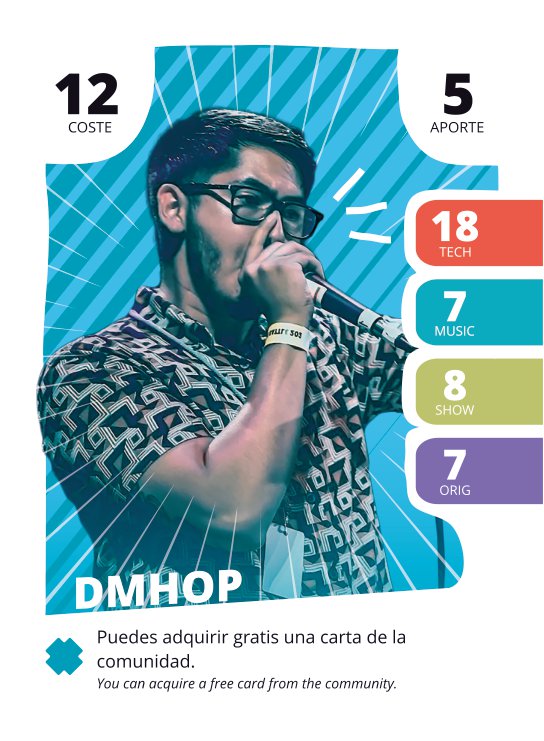 12
COSTE
5
APORTE
18
TECH
7
MUSIC
8
SHOW
7
ORIG
DMHOP
Puedes adquirir gratis una carta de la
comunidad.
You can acquire a free card from the community.